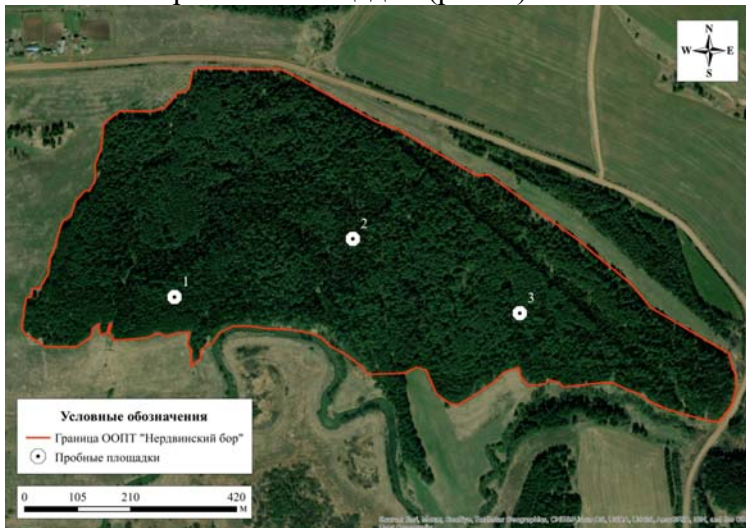 N
W E
S
2
1
3
Условные обозначения
Граница ООПТ "Нердвинский бор"
Пробные площадки
0 105 210 420
М